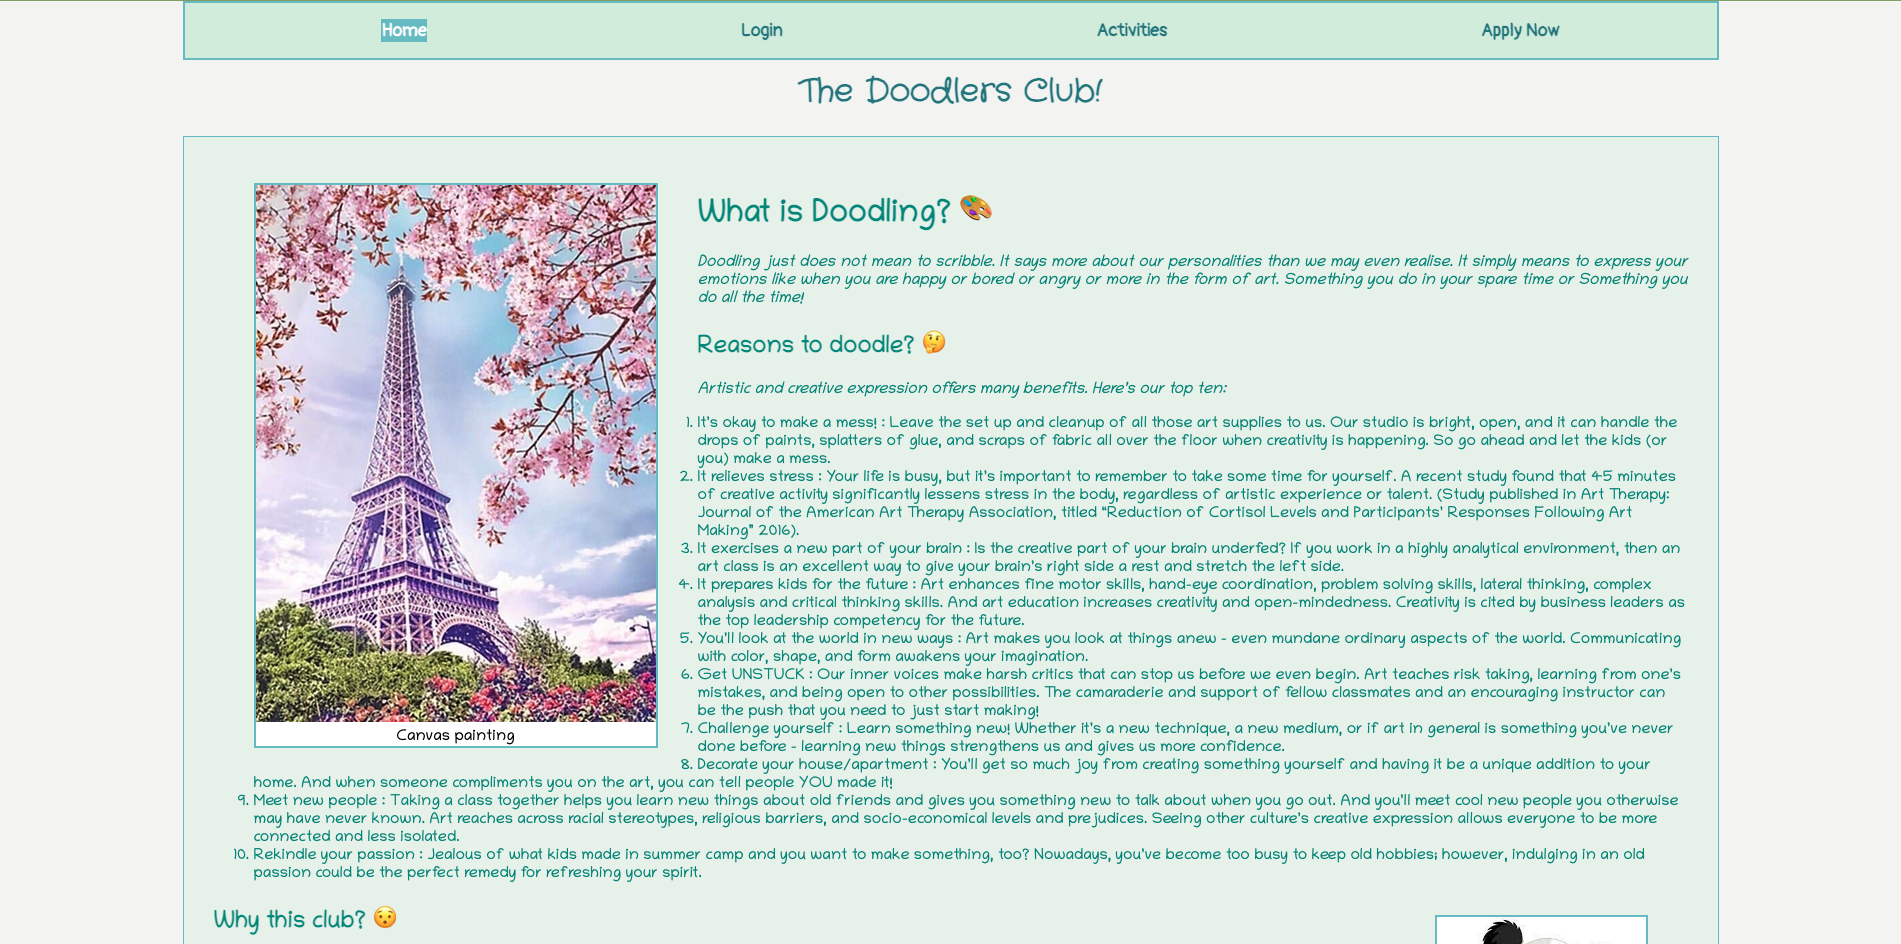 Home Login Activities Apply Now
The Doodlers Club!
What is Doodling?
Doodling just does not mean to scribble. It says more about our personalities than we may even realise. It simply means to express your
emotions like when you are happy or bored or angry or more in the form of art. Something you do in your spare time or Something you
do all the time!
Reasons to doodle?
Artistic and creative expression offers many benefits. Here's our top ten:
1. It's okay to make a mess! : Leave the set up and cleanup of all those art supplies to us. Our studio is bright, open, and it can handle the
drops of paints, splatters of glue, and scraps of fabric all over the floor when creativity is happening. So go ahead and let the kids (or
you) make a mess.
2. It relieves stress : Your life is busy, but it's important to remember to take some time for yourself. A recent study found that 45 minutes
of creative activity significantly lessens stress in the body, regardless of artistic experience or talent. (Study published in Art Therapy:
Journal of the American Art Therapy Association, titled "Reduction of Cortisol Levels and Participants' Responses Following Art
Making" 2016).
3. It exercises a new part of your brain : Is the creative part of your brain underfed? If you work in a highly analytical environment, then an
art class is an excellent way to give your brain's right side a rest and stretch the left side.
4. It prepares kids for the future : Art enhances fine motor skills, hand-eye coordination, problem solving skills, lateral thinking, complex
analysis and critical thinking skills. And art education increases creativity and open-mindedness. Creativity is cited by business leaders as
the top leadership competency for the future.
5. You'll look at the world in new ways : Art makes you look at things anew - even mundane ordinary aspects of the world. Communicating
with color, shape, and form awakens your imagination.
6. Get UNSTUCK : Our inner voices make harsh critics that can stop us before we even begin. Art teaches risk taking, learning from one's
mistakes, and being open to other possibilities. The camaraderie and support of fellow classmates and an encouraging instructor can
be the push that you need to just start making!
7. Challenge yourself : Learn something new! Whether it's a new technique, a new medium, or if art in general is something you've never
done before - learning new things strengthens us and gives us more confidence.
Canvas painting
8. Decorate your house/apartment : You'll get so much joy from creating something yourself and having it be a unique addition to your
home. And when someone compliments you on the art, you can tell people YOU made it!
9. Meet new people : Taking a class together helps you learn new things about old friends and gives you something new to talk about when you go out. And you'll meet cool new people you otherwise
may have never known. Art reaches across racial stereotypes, religious barriers, and socio-economical levels and prejudices. Seeing other culture's creative expression allows everyone to be more
connected and less isolated.
10. Rekindle your passion : Jealous of what kids made in summer camp and you want to make something, too? Nowadays, you've become too busy to keep old hobbies; however, indulging in an old
passion could be the perfect remedy for refreshing your spirit.
Why this club?